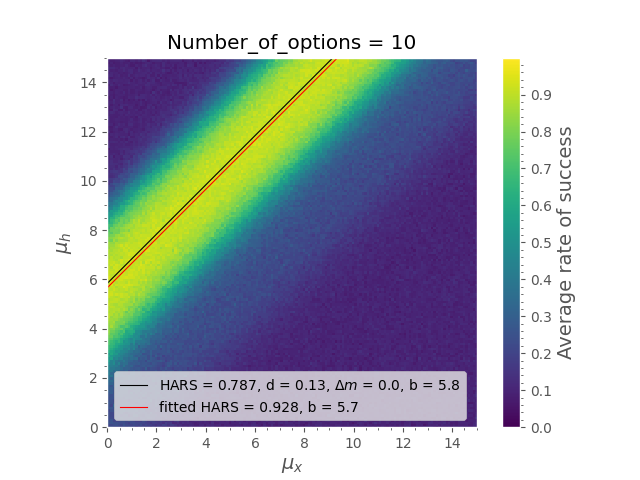 Number_of_options = 10
14
12
10
8
6
4
2
0
μh
0 2 4 6 8 10 12 14
μx
HARS = 0.787, d = 0.13, Δm = 0.0, b = 5.8
fitted HARS = 0.928, b = 5.7
0.9
0.8
0.7
0.6
0.5
0.4
0.3
0.2
0.1
0.0
Average rate of success